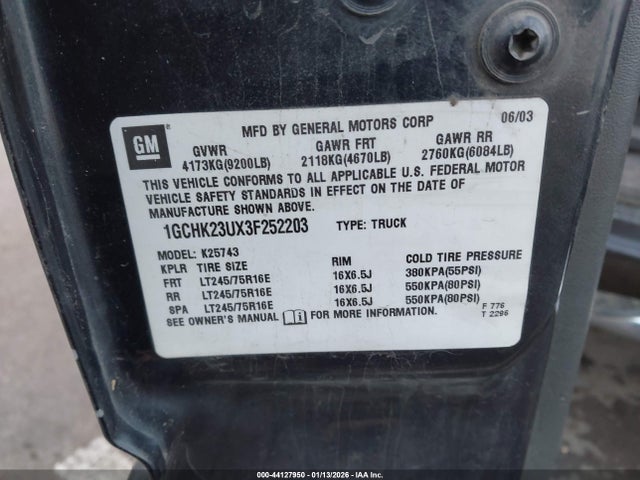 GM
MFD BY GENERAL MOTORS CORP 06/03
GVWR GAWR FRT GAWR RR
4173KG(9200LB) 2118KG(4670LB) 2760KG(6084LB)
THIS VEHICLE CONFORMS TO ALL APPLICABLE U.S. FEDERAL MOTOR
VEHICLE SAFETY STANDARDS IN EFFECT ON THE DATE OF
MANUFACTURE SHOWN ABOVE.
1GCHK23UX3F252203 TYPE: TRUCK
MODEL: K25743
KPLR TIRE SIZE RIM COLD TIRE PRESSURE
FRT LT245/75R16E 16X6.5J 380KPA(55PSI)
RR LT245/75R16E 16X6.5J 550KPA(80PSI)
SPA LT245/75R16E 16X6.5J 550KPA(80PSI)
SEE OWNER'S MANUAL FOR MORE INFORMATION.
F 776
T 2296
000-44127950 - 01/13/2026 - IAA Inc.